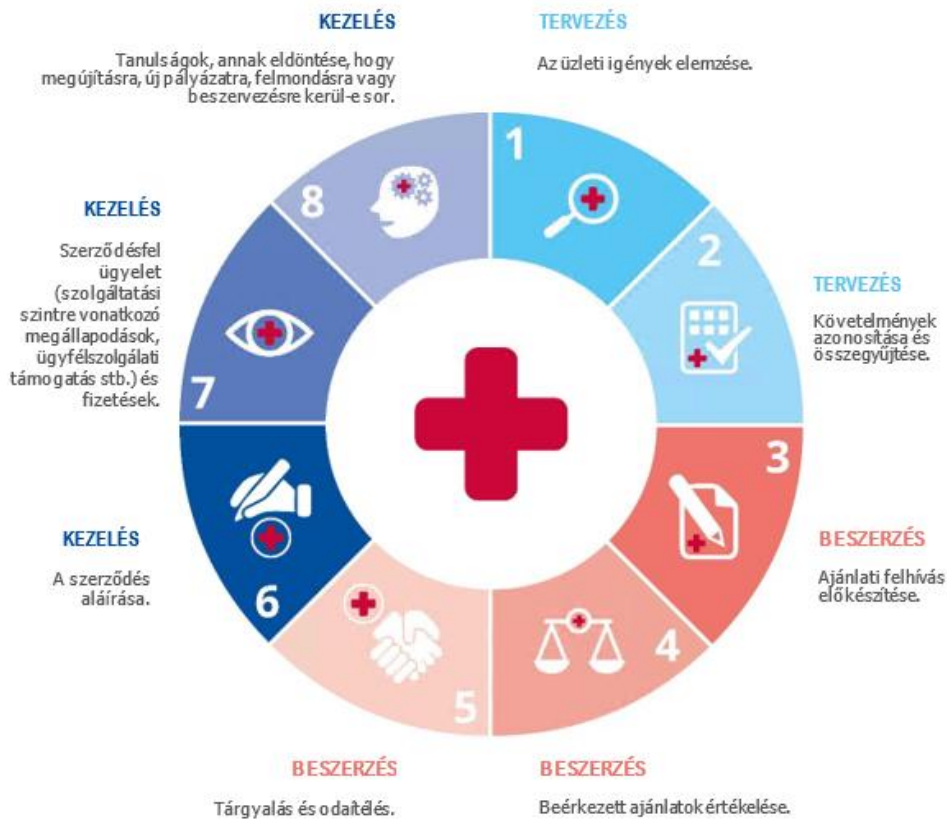 KEZELÉS
Tanulságok, annak eldöntése, hogy
megújításra, új pályázatra, felmondásra vagy
beszervezésre kerül-e sor.
TERVEZÉS
Az üzleti igények elemzése.
1
2
TERVEZÉS
Követelmények
azonosítása és
összegyűjtése.
3
BESZERZÉS
Ajánlati felhívás
előkészítése.
4
BESZERZÉS
Beérkezett ajánlatok értékelése.
5
BESZERZÉS
Tárgyalás és odaítélés.
6
KEZELÉS
A szerződés
aláírása.
7
KEZELÉS
Szerződésfel
ügyelet
(szolgáltatási
szintre vonatkozó
megállapodások,
ügyfélszolgálati
támogatás stb.) és
fizetések.
8